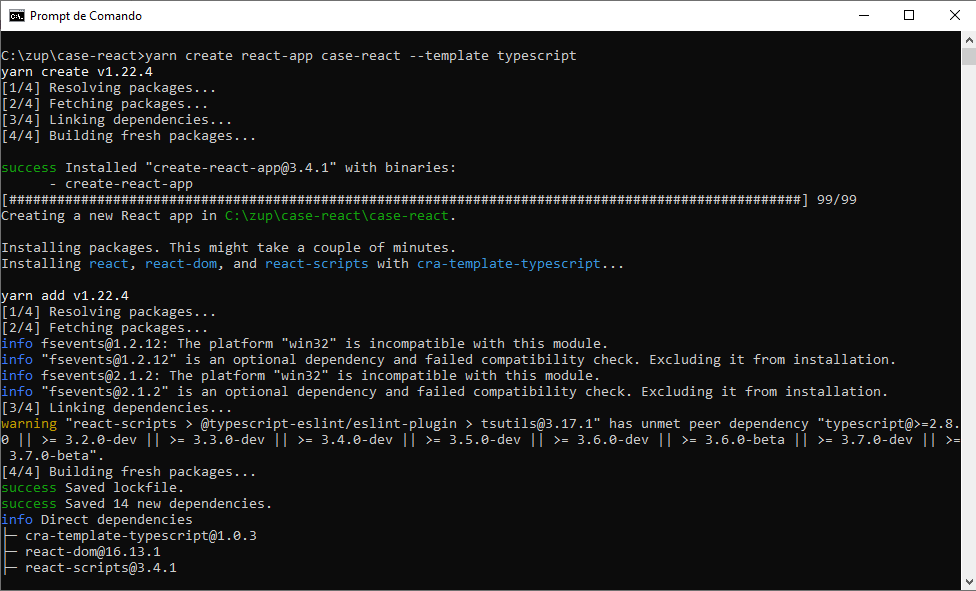 Prompt de Comando
C:\zup\case-react>yarn create react-app case-react --template typescript
yarn create v1.22.4
[1/4] Resolving packages...
[2/4] Fetching packages...
[3/4] Linking dependencies...
[4/4] Building fresh packages...
success Installed "create-react-app@3.4.1" with binaries:
      - create-react-app
[###################################################################################################] 99/99
Creating a new React app in C:\zup\case-react\case-react.
Installing packages. This might take a couple of minutes.
Installing react, react-dom, and react-scripts with cra-template-typescript...
yarn add v1.22.4
[1/4] Resolving packages...
[2/4] Fetching packages...
info fsevents@1.2.12: The platform "win32" is incompatible with this module.
info "fsevents@1.2.12" is an optional dependency and failed compatibility check. Excluding it from installation.
info fsevents@2.1.2: The platform "win32" is incompatible with this module.
info "fsevents@2.1.2" is an optional dependency and failed compatibility check. Excluding it from installation.
[3/4] Linking dependencies...
warning "react-scripts > @typescript-eslint/eslint-plugin > tsutils@3.17.1" has unmet peer dependency "typescript@>=2.8.
0 || >= 3.2.0-dev || >= 3.3.0-dev || >= 3.4.0-dev || >= 3.5.0-dev || >= 3.6.0-dev || >= 3.6.0-beta || >= 3.7.0-dev || >=
 3.7.0-beta".
[4/4] Building fresh packages...
success Saved lockfile.
success Saved 14 new dependencies.
info Direct dependencies
├─ cra-template-typescript@1.0.3
├─ react-dom@16.13.1
├─ react-scripts@3.4.1